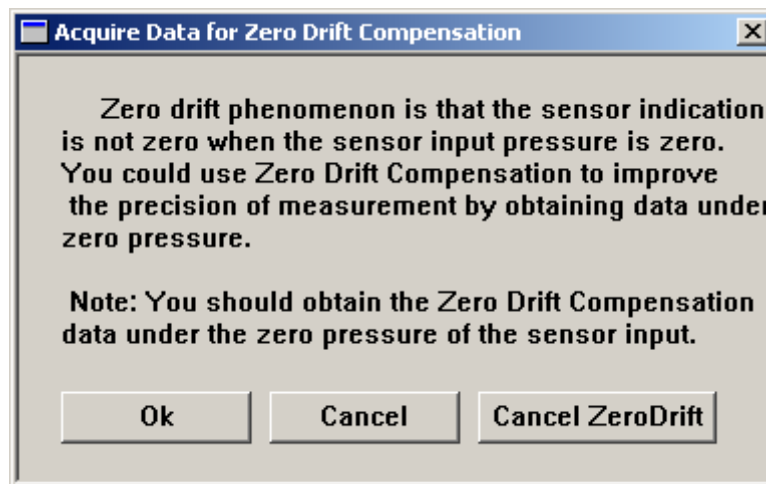 Acquire Data for Zero Drift Compensation
Zero drift phenomenon is that the sensor indication
is not zero when the sensor input pressure is zero.
You could use Zero Drift Compensation to improve
the precision of measurement by obtaining data under
zero pressure.
Note: You should obtain the Zero Drift Compensation
data under the zero pressure of the sensor input.
Ok Cancel Cancel ZeroDrift